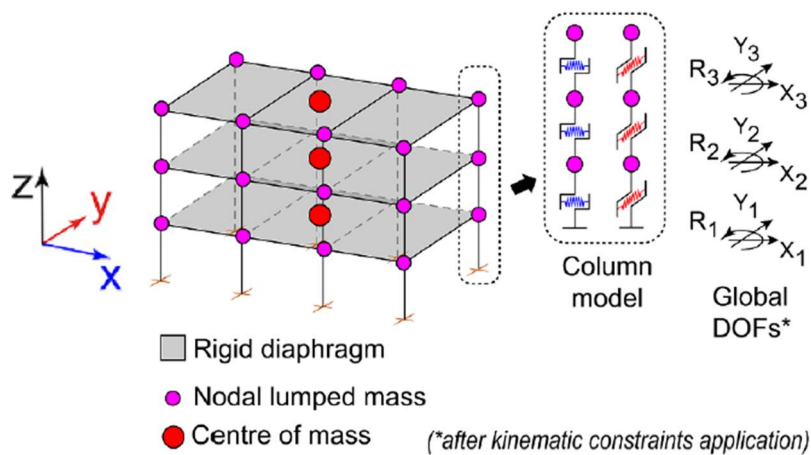 z
y
x
Y3
R3
X3
Y2
R2
X2
Y1
R1
X1
Column
model
Global
DOFs*
Rigid diaphragm
Nodal lumped mass
Centre of mass
(*after kinematic constraints application)